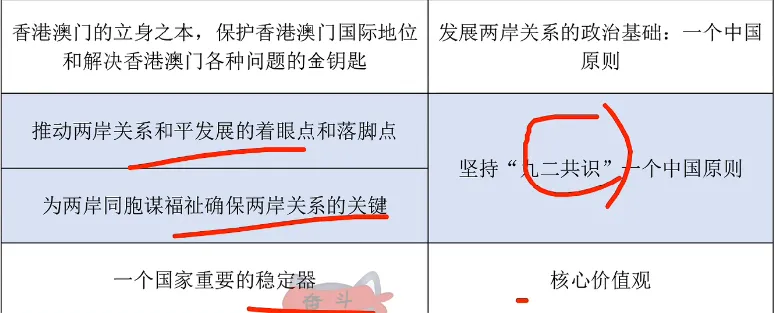 香港澳门的立身之本，保护香港澳门国际地位
和解决香港澳门各种问题的金钥匙
发展两岸关系的政治基础：一个中国
原则
推动两岸关系和平发展的着眼点和落脚点
坚持“九二共识”一个中国原则
为两岸同胞谋福祉确保两岸关系的关键
一个国家重要的稳定器
核心价值观
奋斗